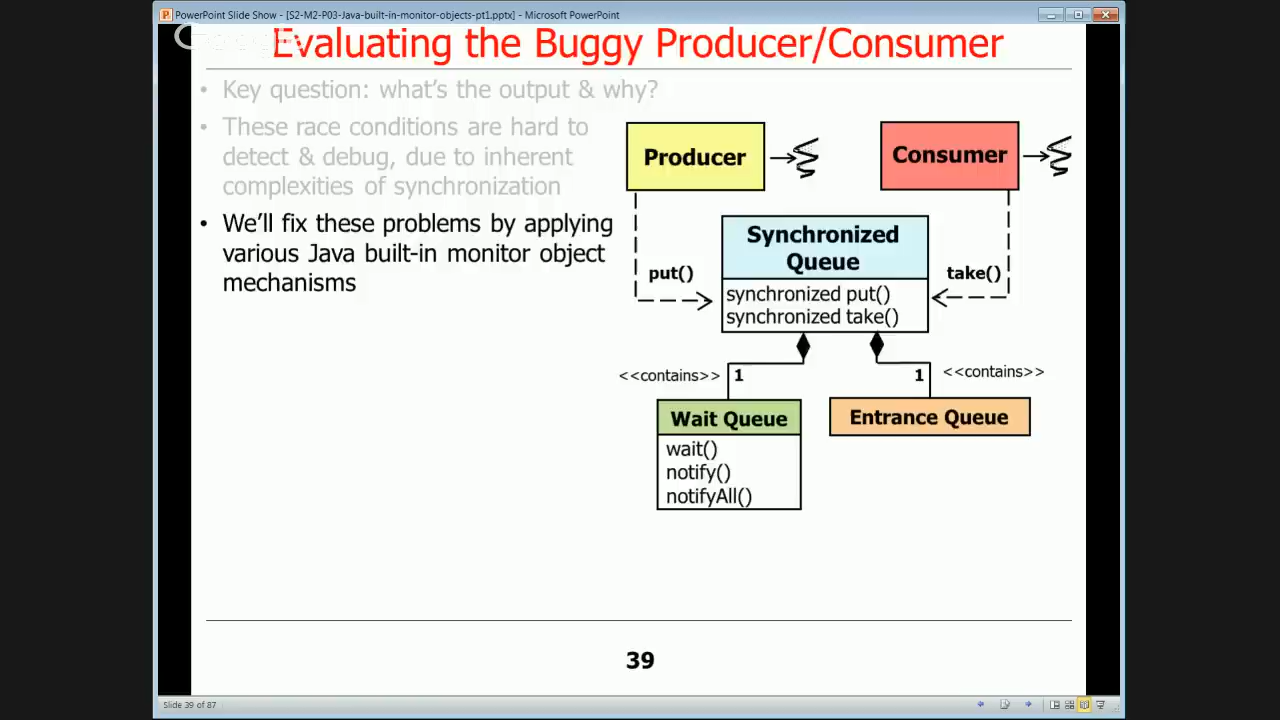 PowerPoint Slide Show - [S2-M2-P03-Java-built-in-monitor-objects-pt1.pptx] - Microsoft PowerPoint
Evaluating the Buggy Producer/Consumer
• Key question: what's the output & why?
• These race conditions are hard to
detect & debug, due to inherent
complexities of synchronization
• We'll fix these problems by applying
various Java built-in monitor object
mechanisms
Producer
Consumer
Synchronized
Queue
put()
take()
synchronized put()
synchronized take()
<<contains>>
1
1
<<contains>>
Wait Queue
Entrance Queue
wait()
notify()
notifyAll()
39
Slide 39 of 87